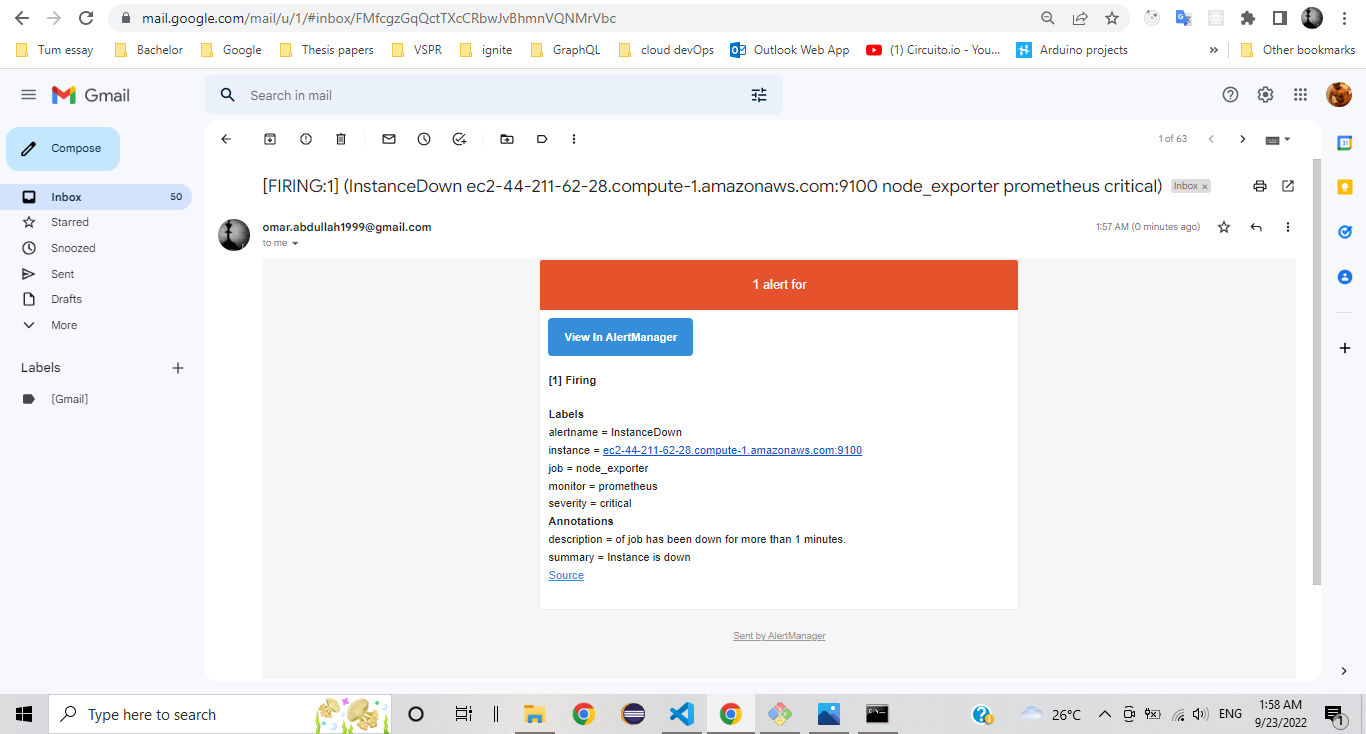 mail.google.com/mail/u/1/#inbox/FMfcgzGqQctTXcCRbwJvBhmnVQNMrVbc
Tum essay Bachelor Google Thesis papers VSPR ignite GraphQL cloud devOps Outlook Web App (1) Circuito.io - You... Arduino projects » Other bookmarks
Gmail
Search in mail
Compose
1 of 63
Inbox 50
Starred
Snoozed
Sent
Drafts
More
Labels
[Gmail]
[FIRING:1] (InstanceDown ec2-44-211-62-28.compute-1.amazonaws.com:9100 node_exporter prometheus critical) Inbox ×
omar.abdullah1999@gmail.com 1:57 AM (0 minutes ago)
to me
1 alert for
View In AlertManager
[1] Firing
Labels
alertname = InstanceDown
instance = ec2-44-211-62-28.compute-1.amazonaws.com:9100
job = node_exporter
monitor = prometheus
severity = critical
Annotations
description = of job has been down for more than 1 minutes.
summary = Instance is down
Source
Sent by AlertManager
Type here to search
26°C ENG
1:58 AM
9/23/2022
1